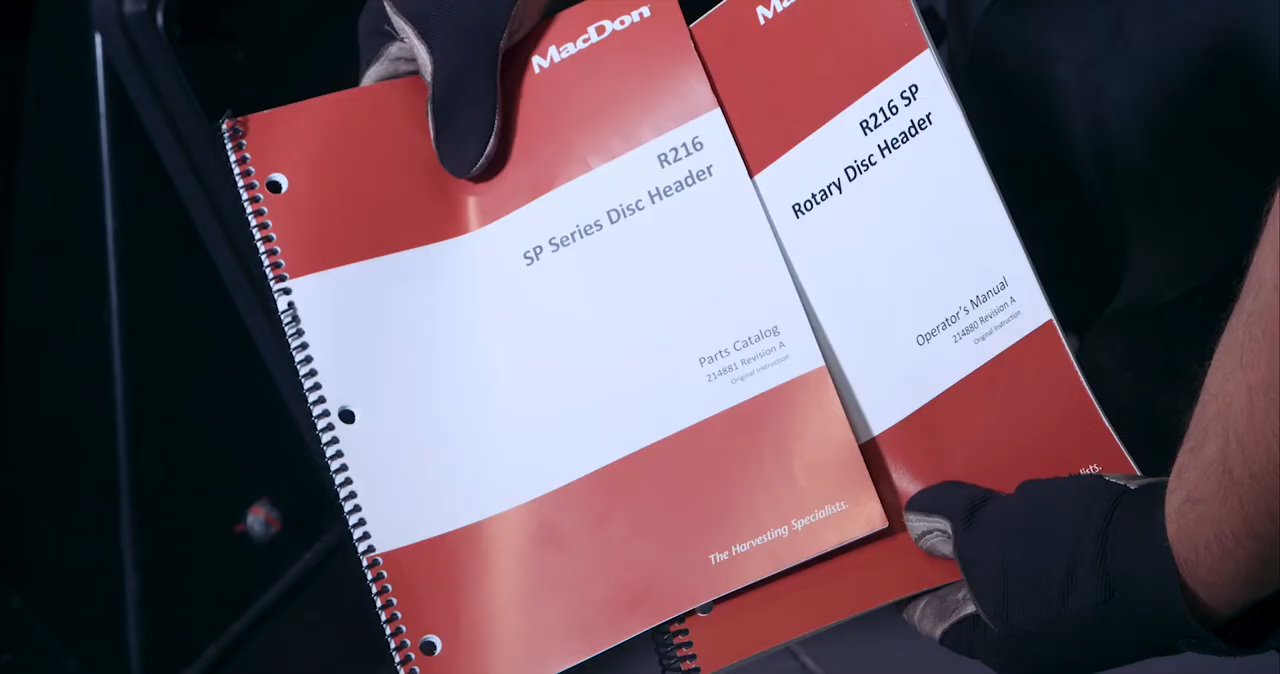 MacDon
R216
SP Series Disc Header
Parts Catalog
214881 Revision A
Original Instruction
The Harvesting Specialists.
R216 SP
Rotary Disc Header
Operator's Manual
214880 Revision A
Original Instruction